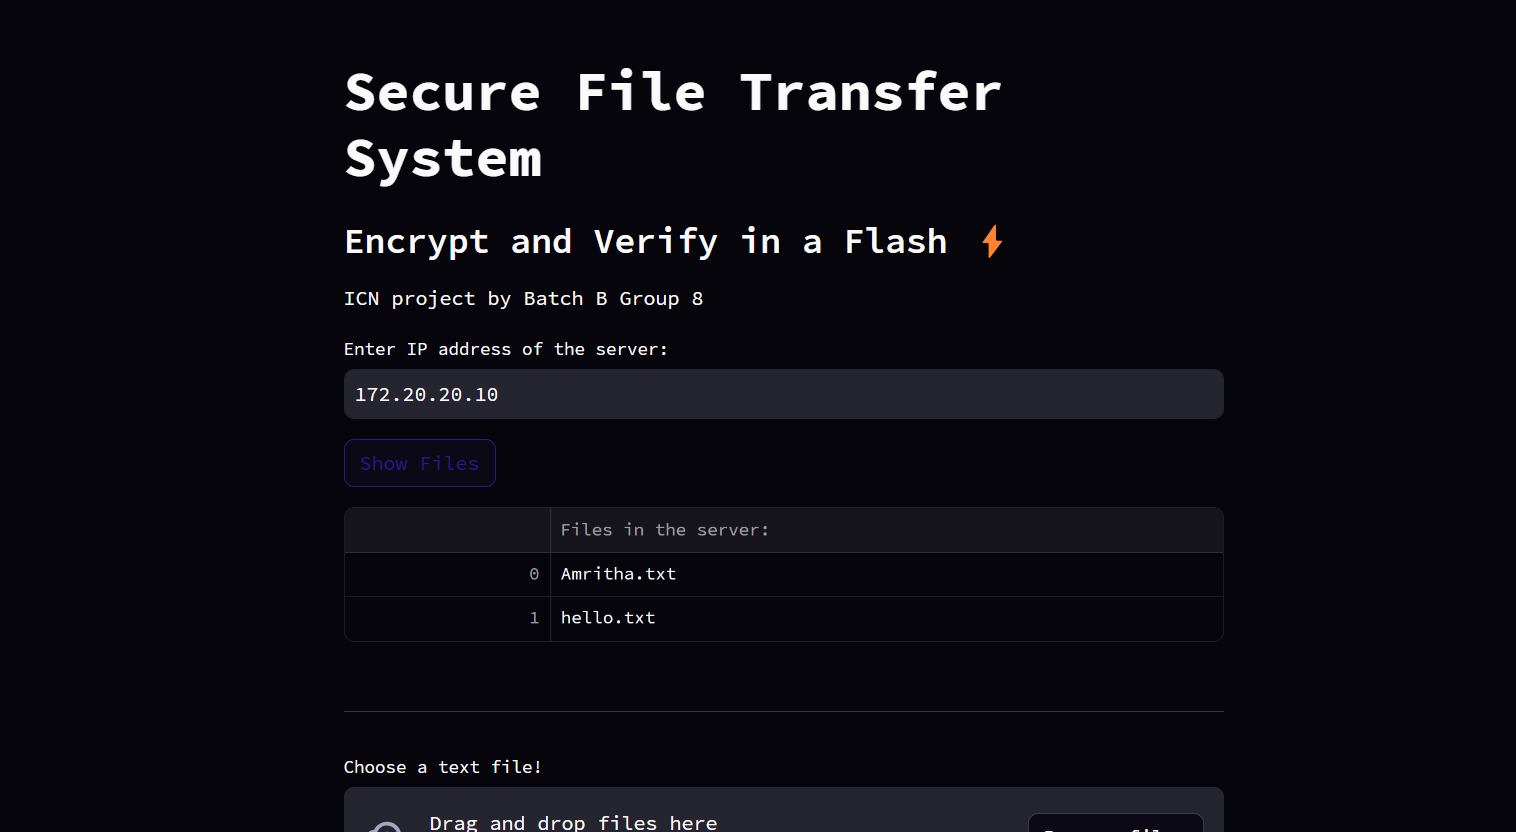 Secure File Transfer
System
Encrypt and Verify in a Flash ⚡
ICN project by Batch B Group 8
Enter IP address of the server:
172.20.20.10
Show Files
Files in the server:
0 Amritha.txt
1 hello.txt
Choose a text file!
Drag and drop files here